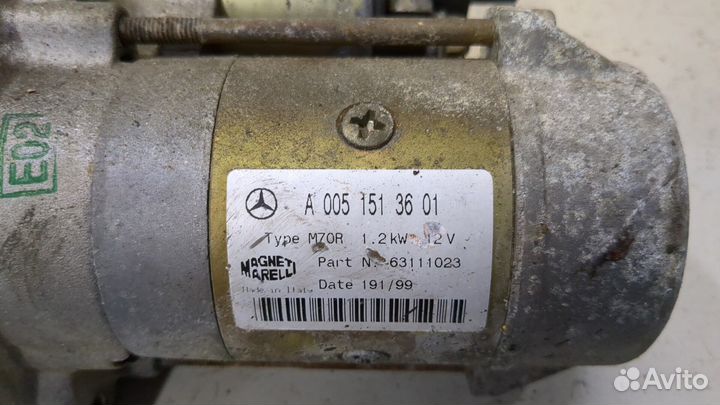 E02
A 005 151 36 01
Type M70R 1.2kW 12V
MAGNETI MARELLI
Part N. 63111023
Made in Italy
Date 191/99
Avito